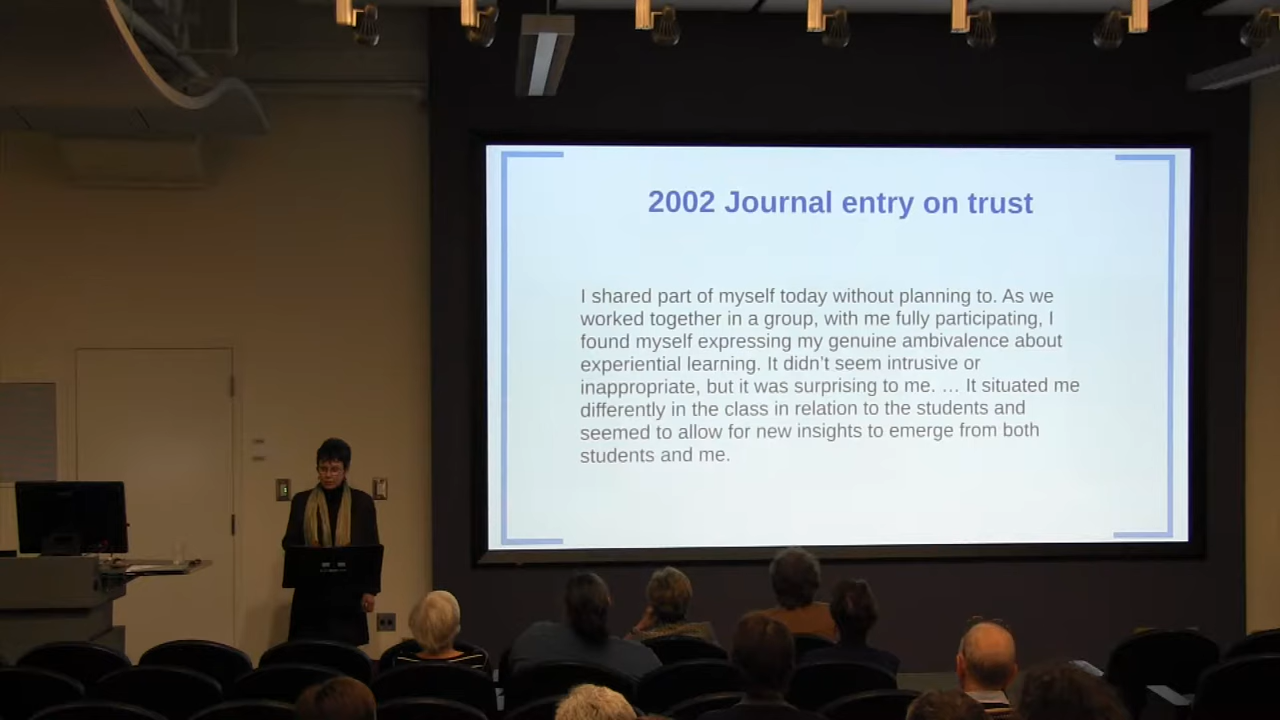 2002 Journal entry on trust
I shared part of myself today without planning to. As we
worked together in a group, with me fully participating, I
found myself expressing my genuine ambivalence about
experiential learning. It didn't seem intrusive or
inappropriate, but it was surprising to me. … It situated me
differently in the class in relation to the students and
seemed to allow for new insights to emerge from both
students and me.